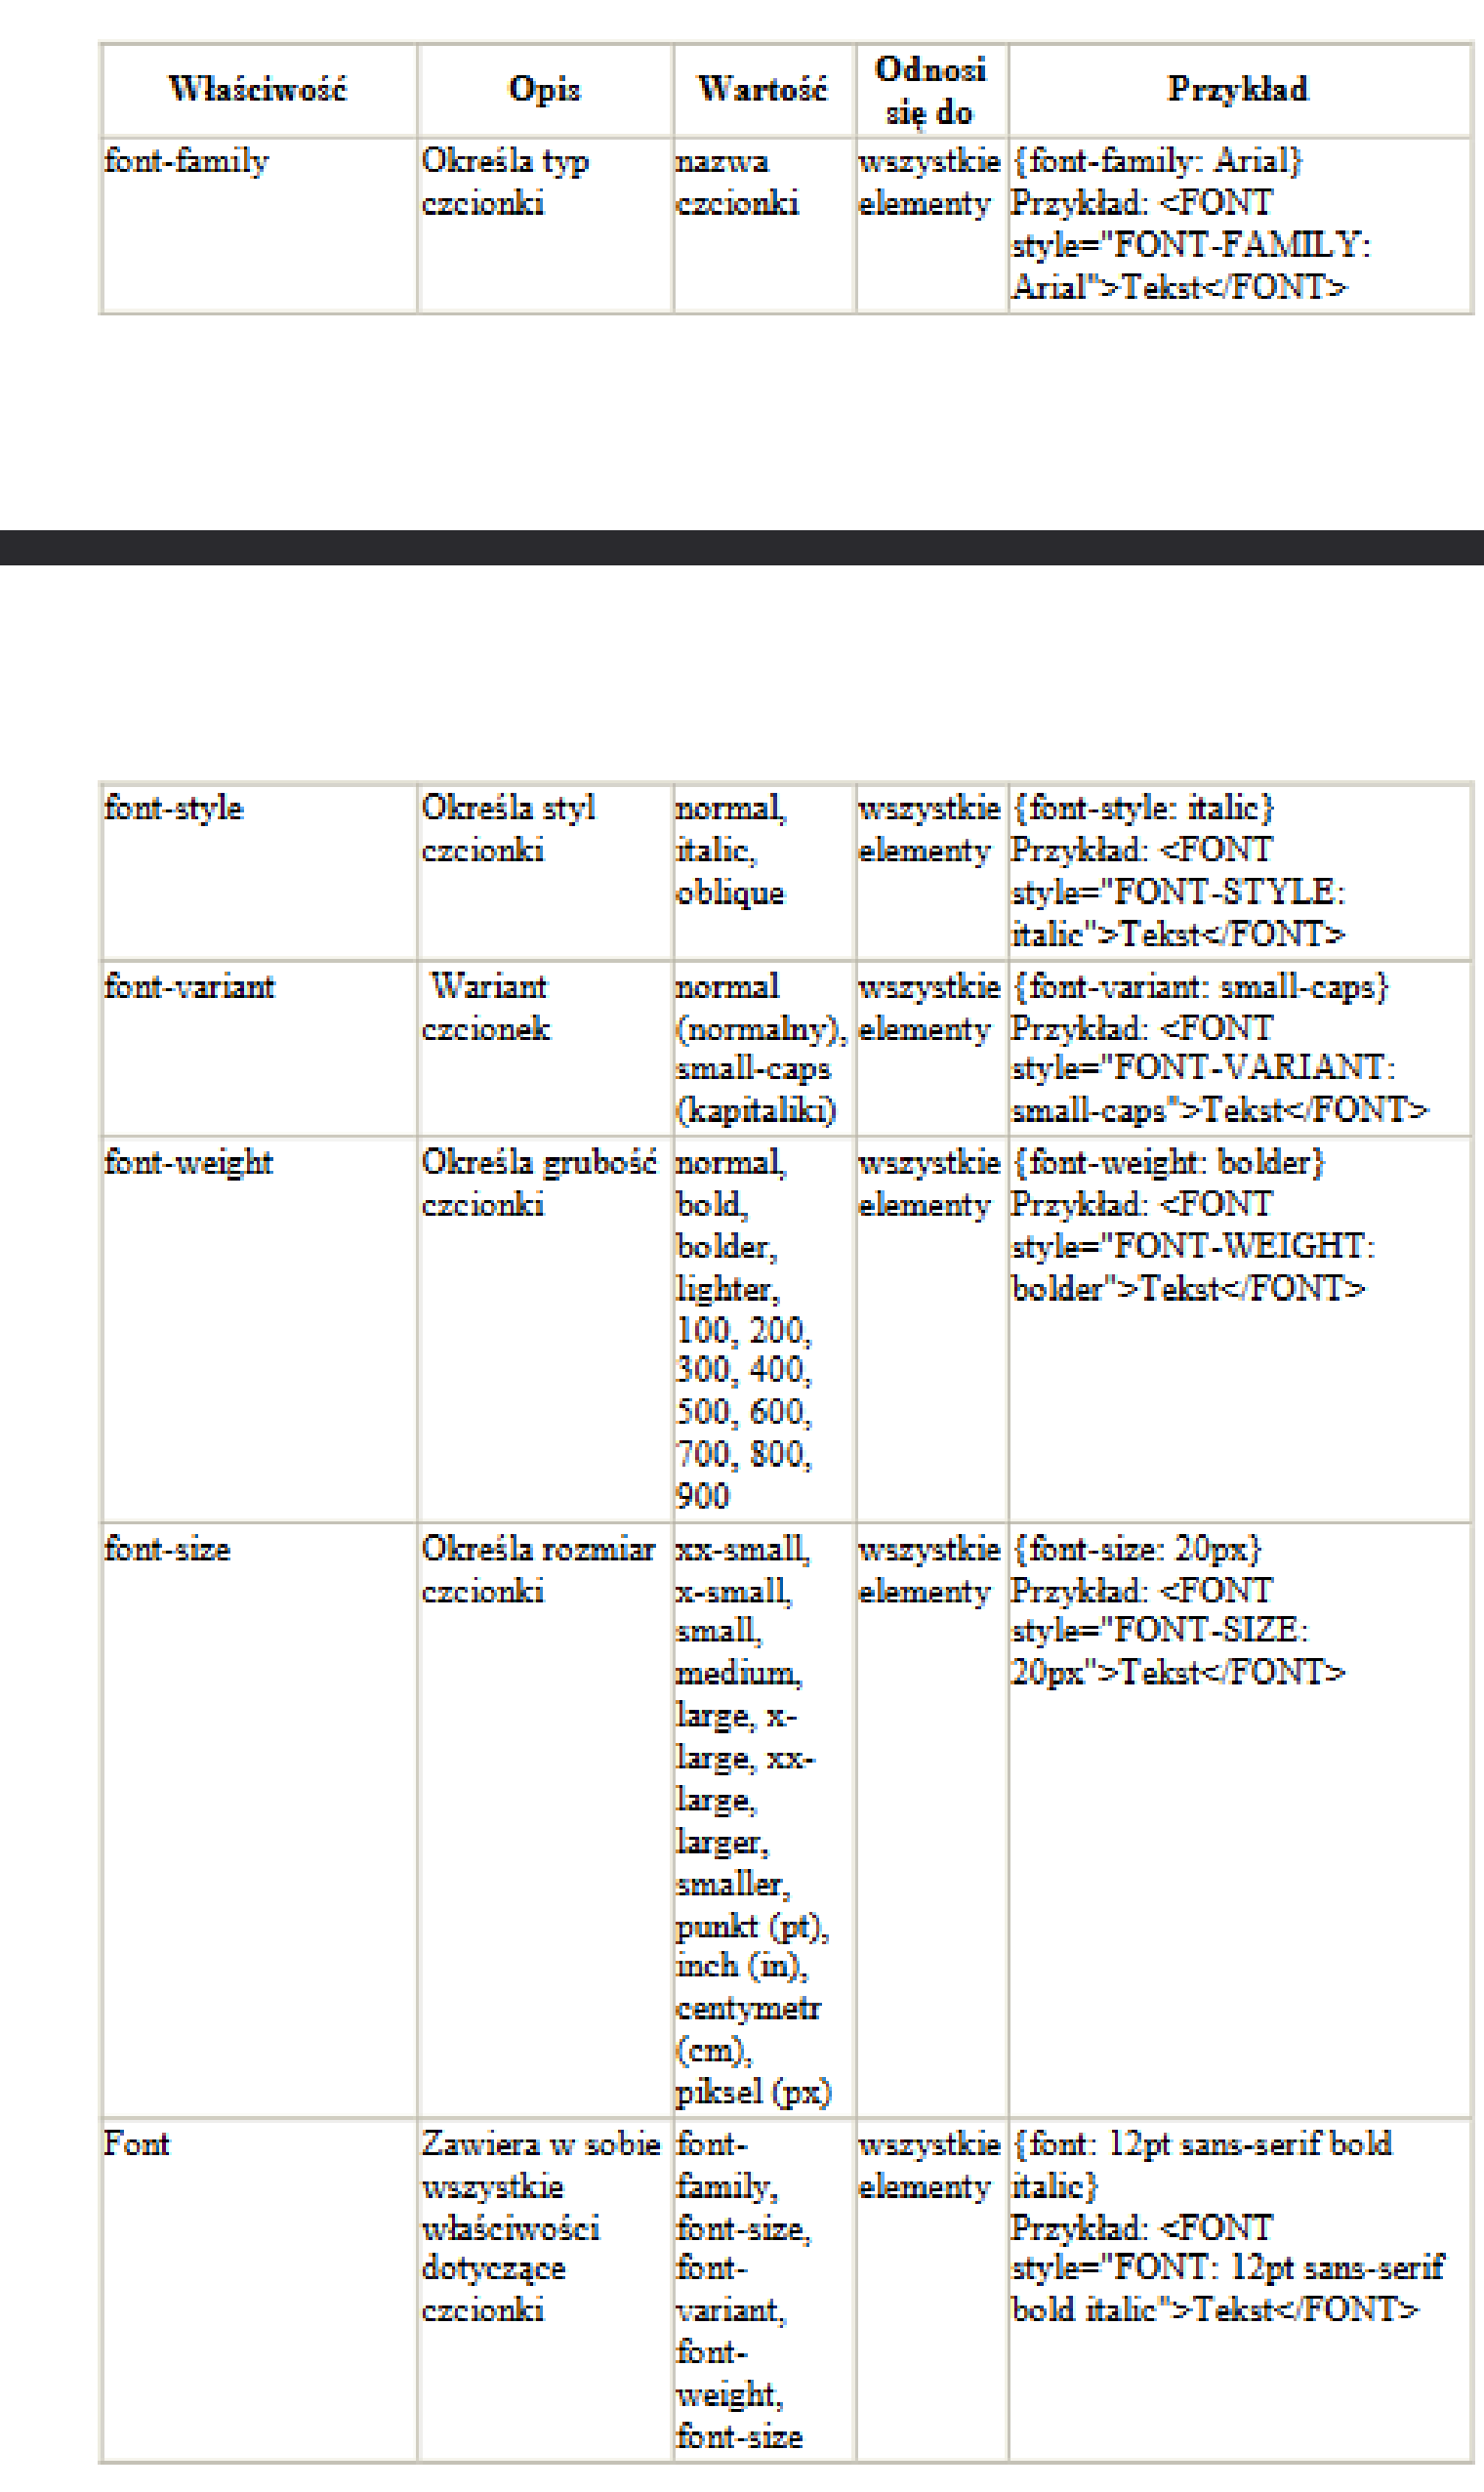 Właściwość
Opis
Wartość
Odnosi
się do
Przykład
font-family
Określa typ
czcionki
nazwa
czcionki
wszystkie
elementy
{font-family: Arial}
Przykład: <FONT
style="FONT-FAMILY:
Arial">Tekst</FONT>
font-style
Określa styl
czcionki
normal,
italic,
oblique
wszystkie
elementy
{font-style: italic}
Przykład: <FONT
style="FONT-STYLE:
italic">Tekst</FONT>
font-variant
Wariant
czcionek
normal
(normalny),
small-caps
(kapitaliki)
wszystkie
elementy
{font-variant: small-caps}
Przykład: <FONT
style="FONT-VARIANT:
small-caps">Tekst</FONT>
font-weight
Określa grubość
czcionki
normal,
bold,
bolder,
lighter,
100, 200,
300, 400,
500, 600,
700, 800,
900
wszystkie
elementy
{font-weight: bolder}
Przykład: <FONT
style="FONT-WEIGHT:
bolder">Tekst</FONT>
font-size
Określa rozmiar
czcionki
xx-small,
x-small,
small,
medium,
large, x-
large, xx-
large,
larger,
smaller,
punkt (pt),
inch (in),
centymetr
(cm),
piksel (px)
wszystkie
elementy
{font-size: 20px}
Przykład: <FONT
style="FONT-SIZE:
20px">Tekst</FONT>
Font
Zawiera w sobie
wszystkie
właściwości
dotyczące
czcionki
font-
family,
font-size,
font-
variant,
font-
weight,
font-size
wszystkie
elementy
{font: 12pt sans-serif bold
italic}
Przykład: <FONT
style="FONT: 12pt sans-serif
bold italic">Tekst</FONT>